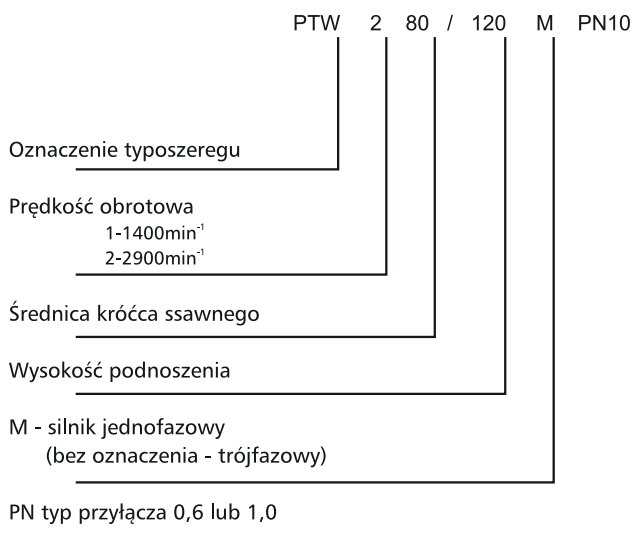 PTW 2 80 / 120 M PN10
Oznaczenie typoszeregu
Prędkość obrotowa
1-1400min⁻¹
2-2900min⁻¹
Średnica króćca ssawnego
Wysokość podnoszenia
M - silnik jednofazowy
(bez oznaczenia - trójfazowy)
PN typ przyłącza 0,6 lub 1,0